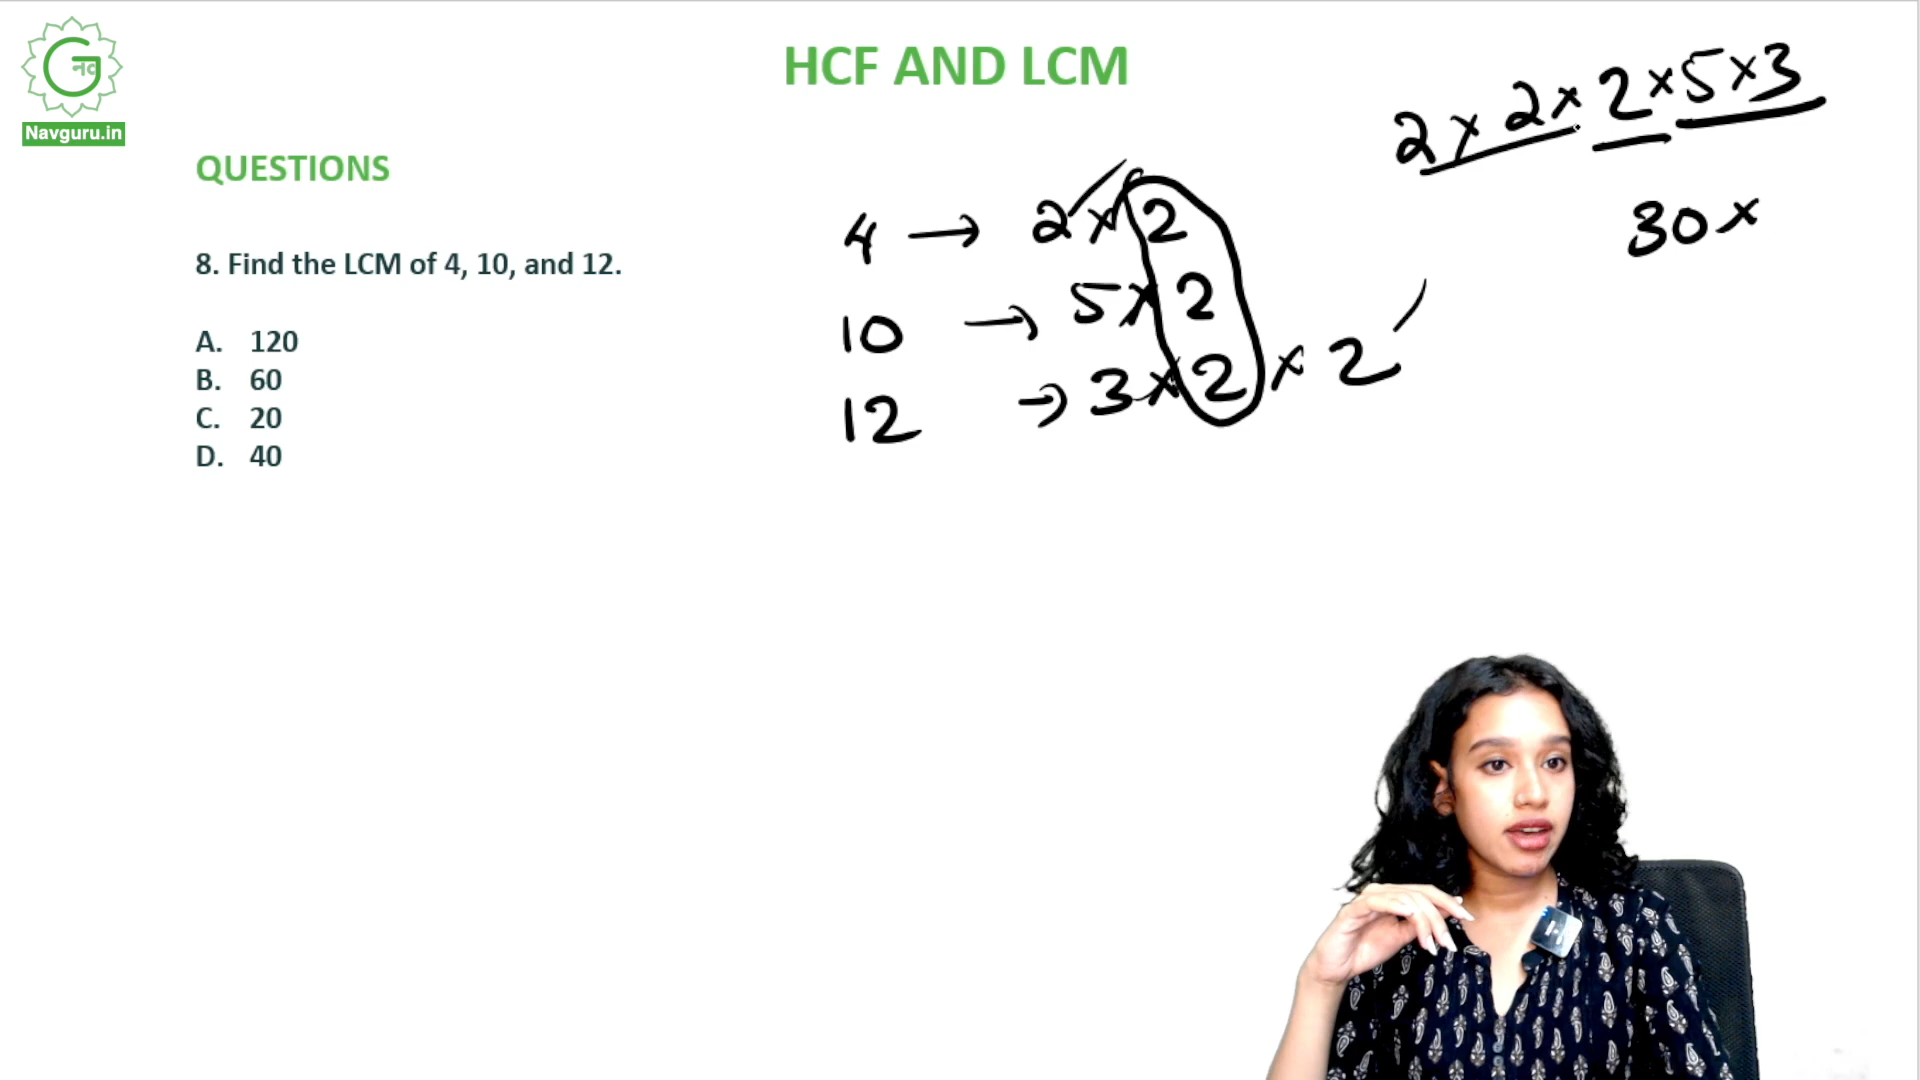 नव
Navguru.in
HCF AND LCM
QUESTIONS
8. Find the LCM of 4, 10, and 12.
A. 120
B. 60
C. 20
D. 40
2 x 2 x 2 x 5 x 3
30 x
4 → 2 x 2
10 → 5 x 2
12 → 3 x 2 x 2